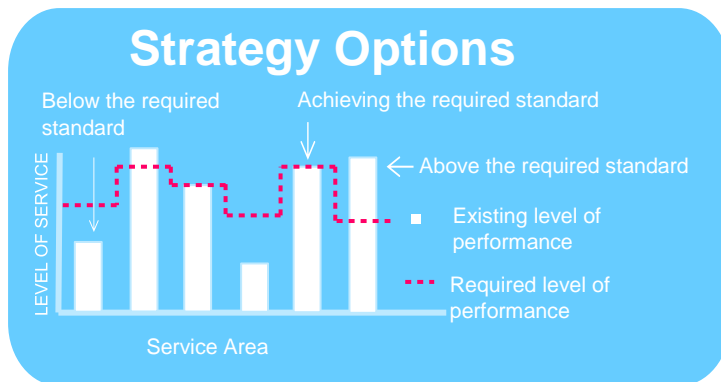 Strategy Options
Below the required
standard
Achieving the required standard
Above the required standard
LEVEL OF SERVICE
Existing level of
performance
Required level of
performance
Service Area